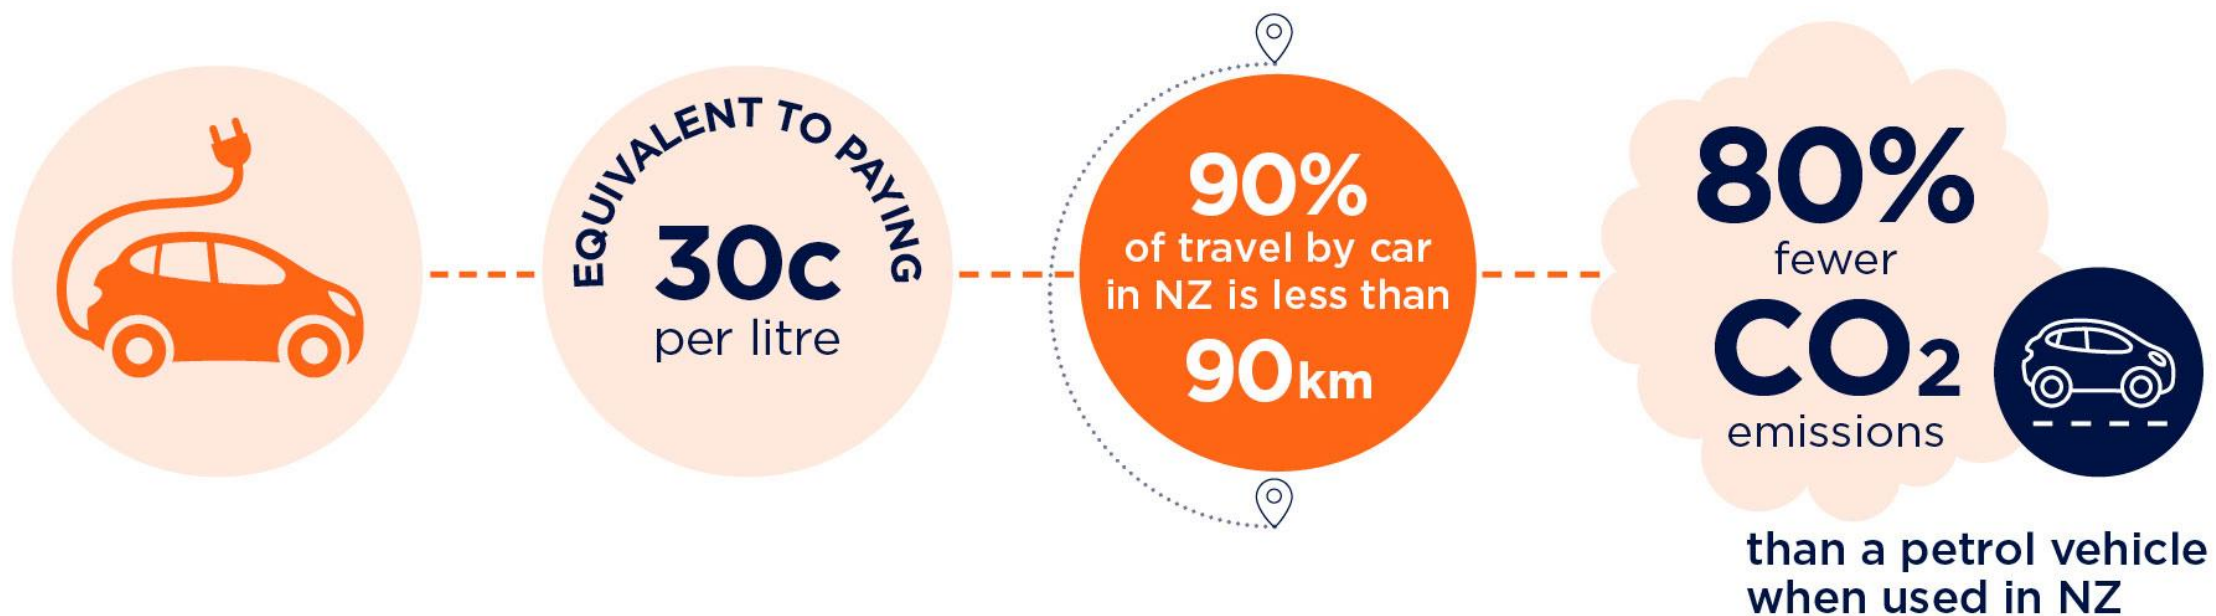 EQUIVALENT TO PAYING
30c
per litre
90%
of travel by car
in NZ is less than
90km
80%
fewer
CO2
emissions
than a petrol vehicle
when used in NZ